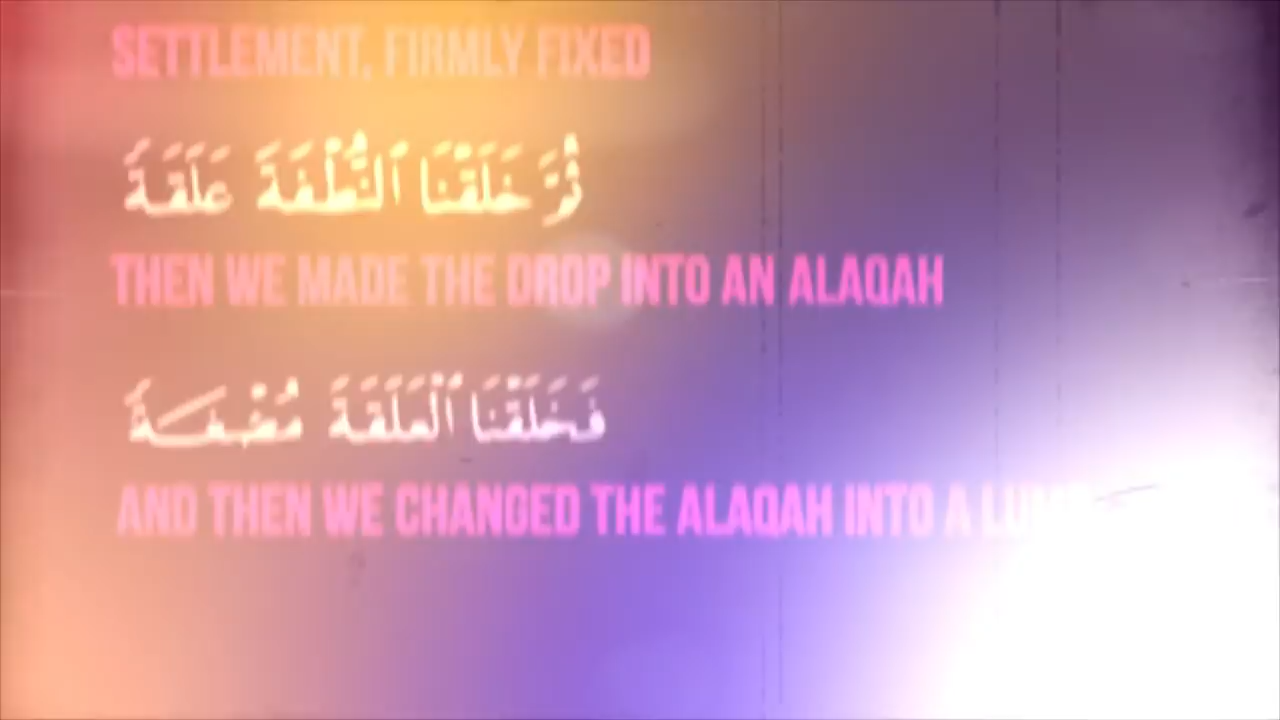 SETTLEMENT, FIRMLY FIXED
ثُمَّ خَلَقْنَا ٱلنُّطْفَةَ عَلَقَةً
THEN WE MADE THE DROP INTO AN ALAQAH
فَخَلَقْنَا ٱلْعَلَقَةَ مُضْغَةً
AND THEN WE CHANGED THE ALAQAH INTO A